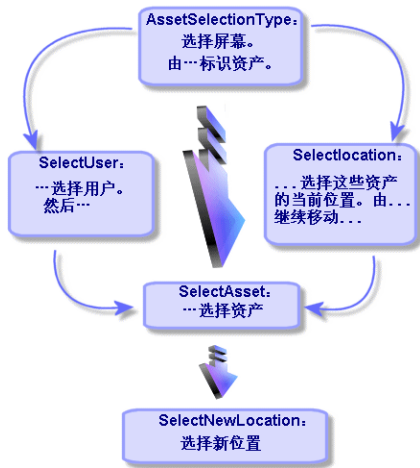 AssetSelectionType：
选择屏幕。
由…标识资产。
SelectUser：
…选择用户。
然后…
Selectlocation：
...选择这些资产
的当前位置。由...
继续移动...
SelectAsset：
…选择资产
SelectNewLocation：
选择新位置